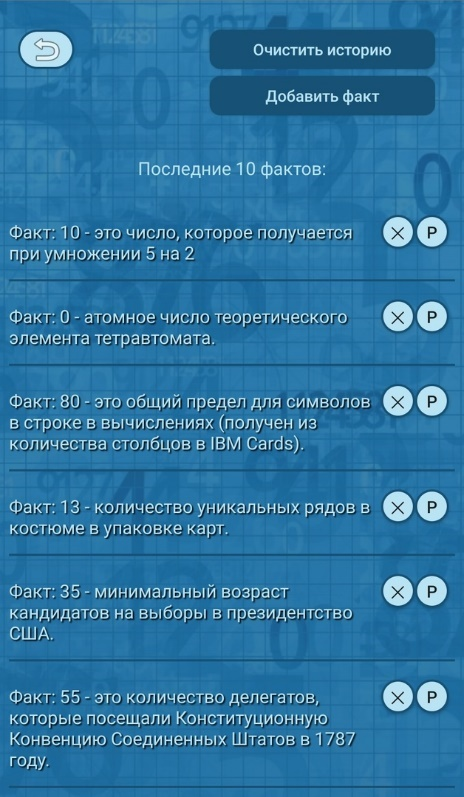 Очистить историю
Добавить факт
Последние 10 фактов:
Факт: 10 - это число, которое получается
при умножении 5 на 2
X P
Факт: 0 - атомное число теоретического
элемента тетравтомата.
X P
Факт: 80 - это общий предел для символов
в строке в вычислениях (получен из
количества столбцов в IBM Cards).
X P
Факт: 13 - количество уникальных рядов в
костюме в упаковке карт.
X P
Факт: 35 - минимальный возраст
кандидатов на выборы в президентство
США.
X P
Факт: 55 - это количество делегатов,
которые посещали Конституционную
Конвенцию Соединенных Штатов в 1787
году.
X P